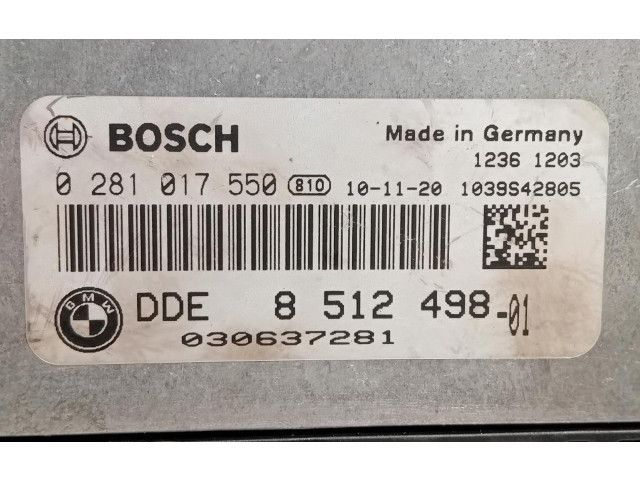 BOSCH
Made in Germany
1236 1203
0 281 017 550 810 10-11-20 1039S42805
BMW
DDE 8 512 498-01
030637281